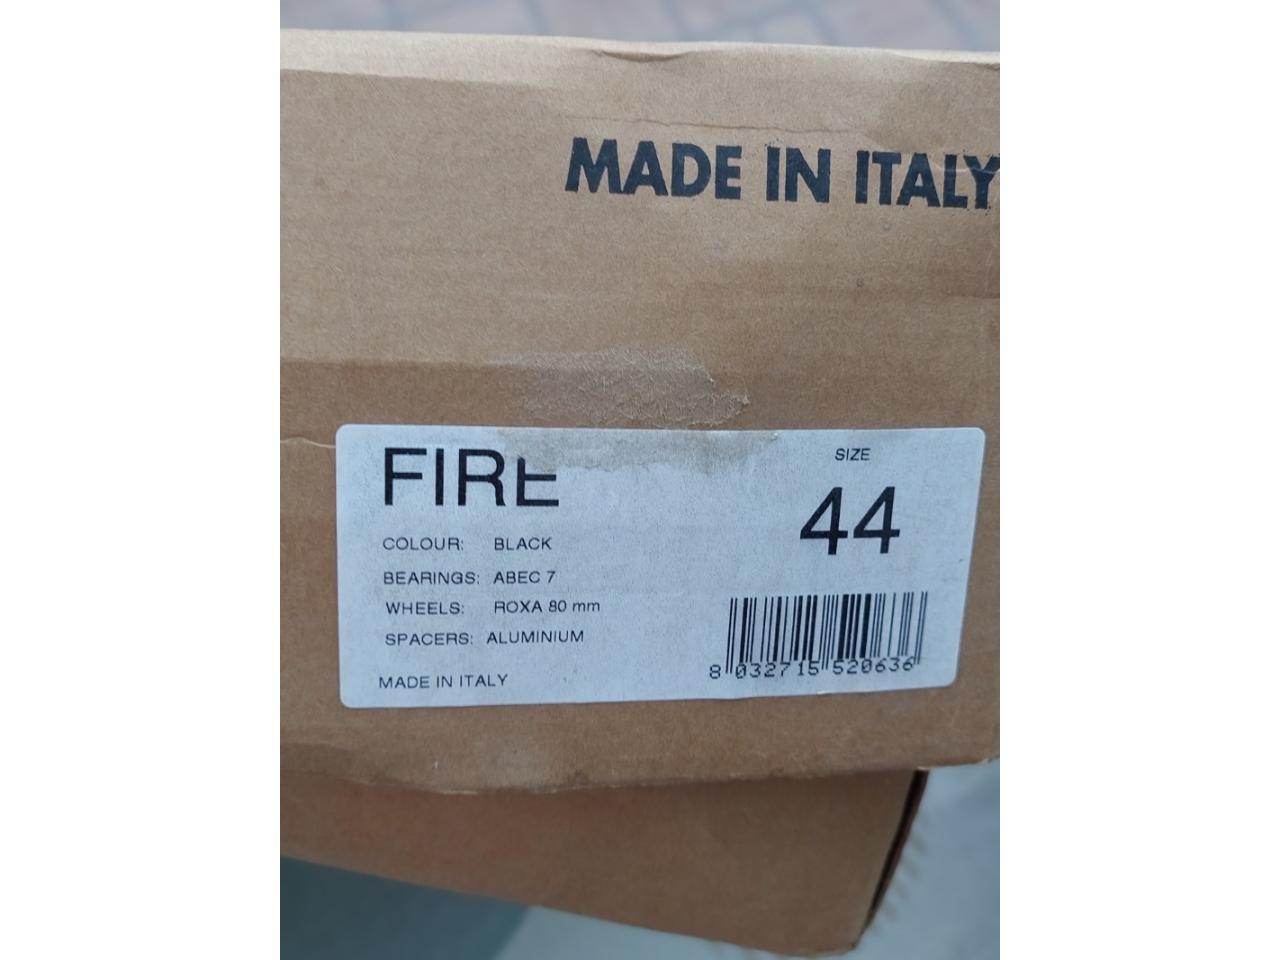 MADE IN ITALY
FIRE
SIZE
44
COLOUR: BLACK
BEARINGS: ABEC 7
WHEELS: ROXA 80 mm
SPACERS: ALUMINIUM
MADE IN ITALY
8 032715 520636